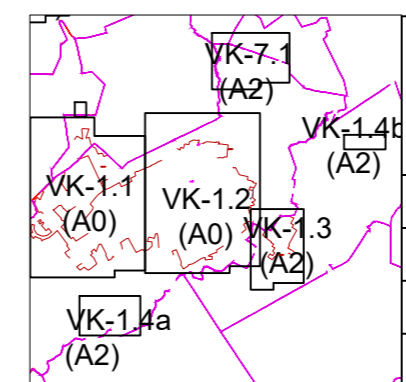 VK-7.1
(A2)
VK-1.4b
(A2)
VK-1.1
(A0)
VK-1.2
(A0)
VK-1.3
(A2)
VK-1.4a
(A2)